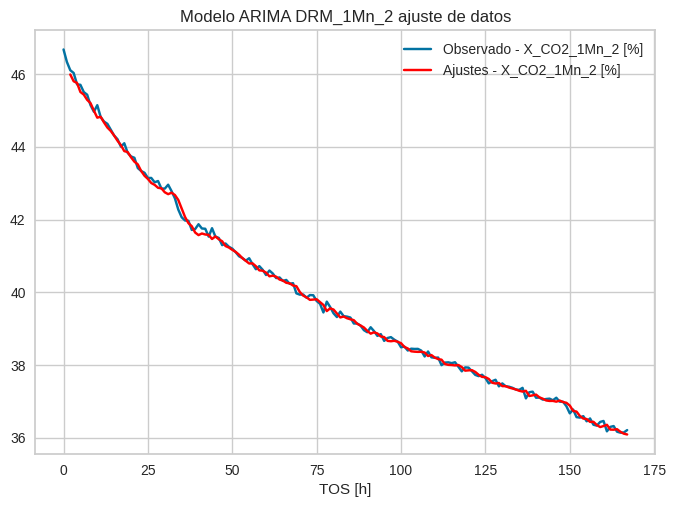 Modelo ARIMA DRM_1Mn_2 ajuste de datos
Observado - X_CO2_1Mn_2 [%]
Ajustes - X_CO2_1Mn_2 [%]
46
44
42
40
38
36
0 25 50 75 100 125 150 175
TOS [h]